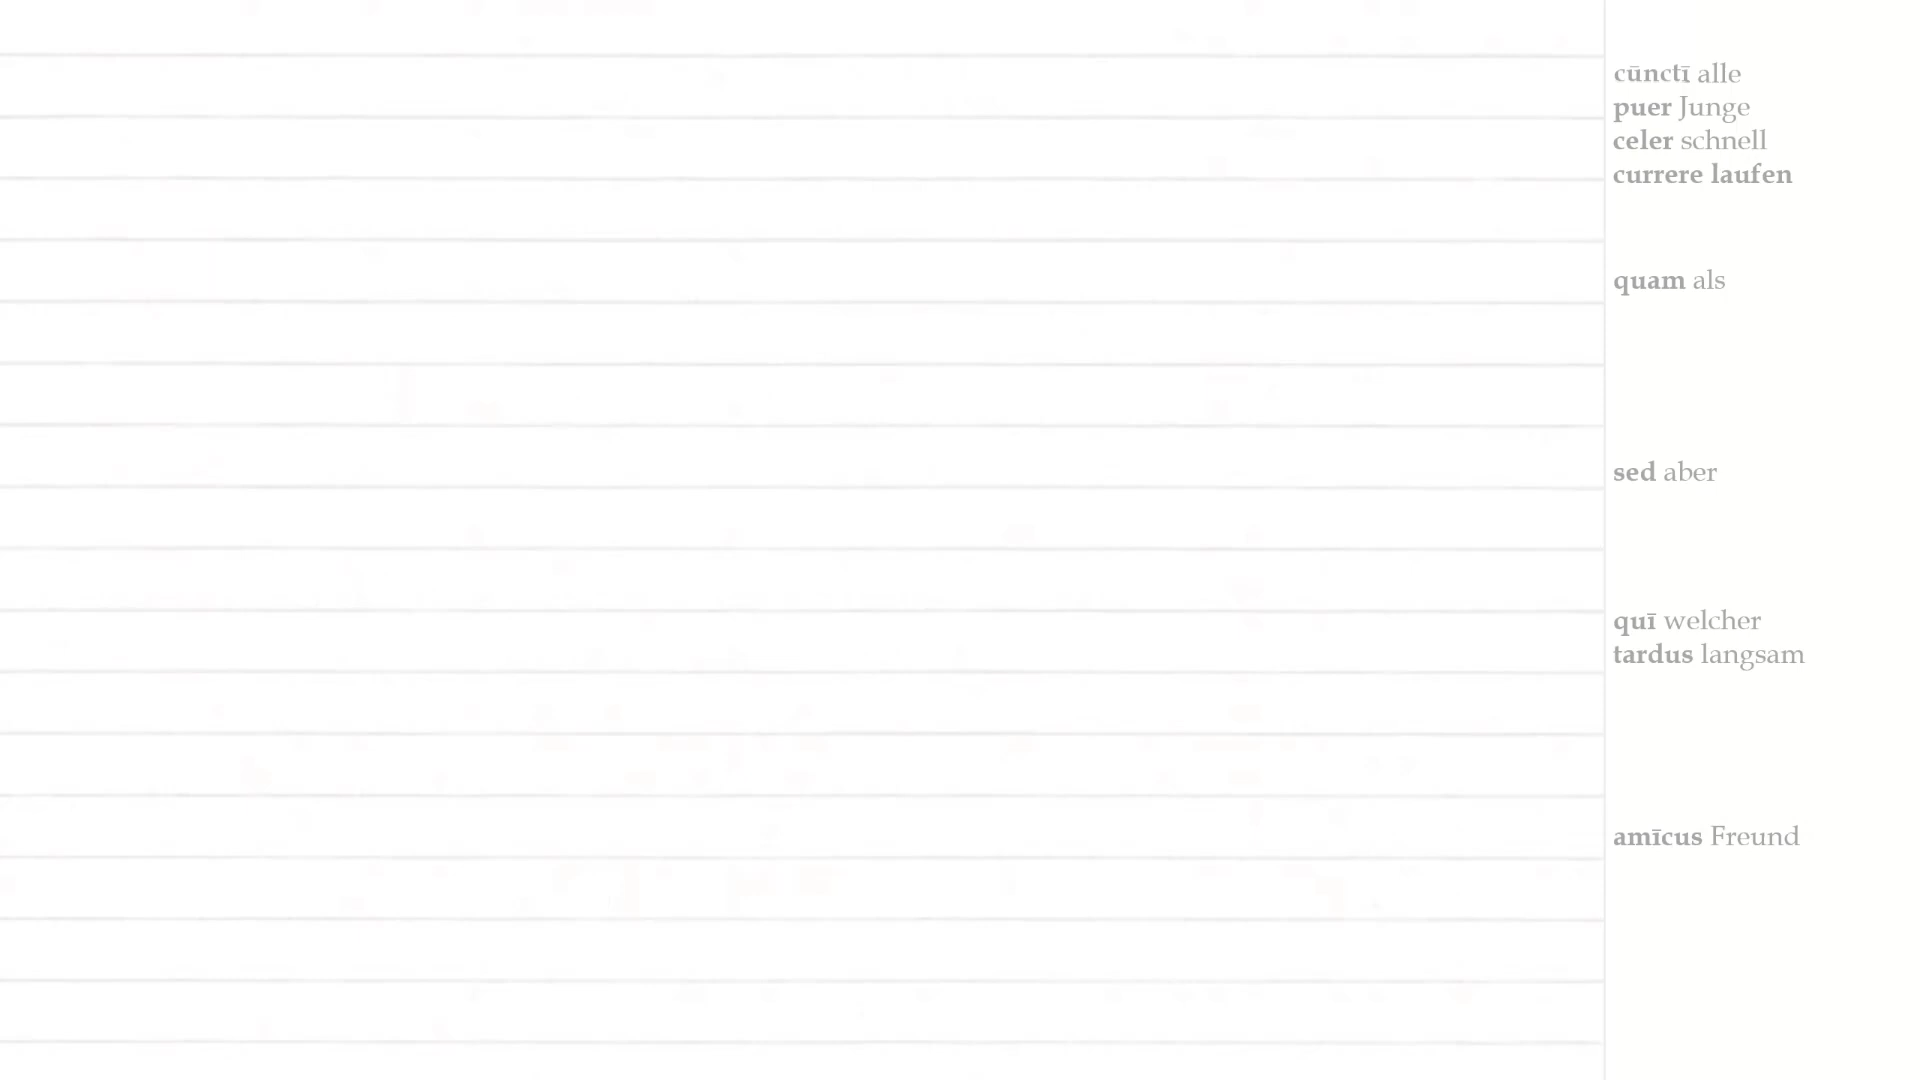 cūnctī alle
puer Junge
celer schnell
currere laufen
quam als
sed aber
quī welcher
tardus langsam
amīcus Freund